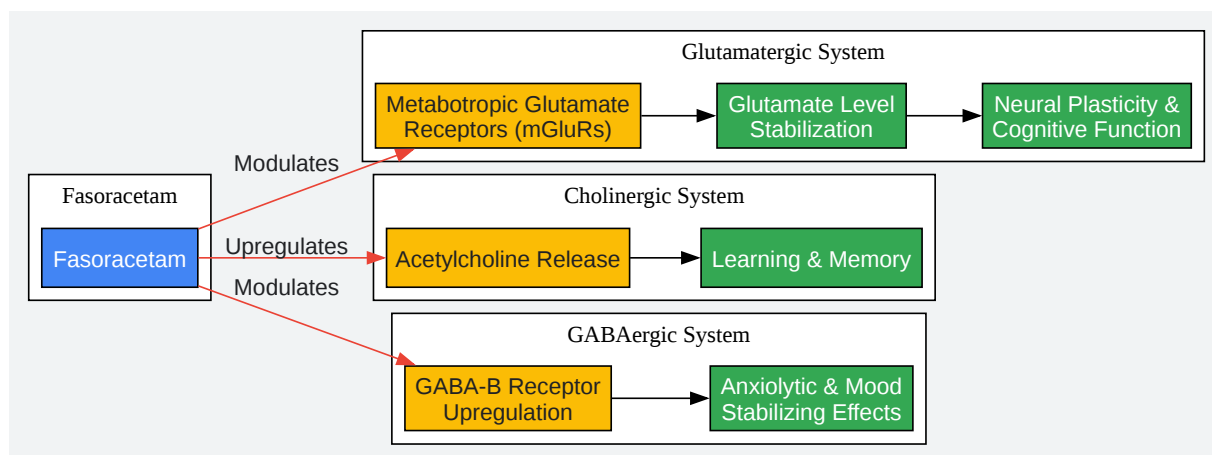 Glutamatergic System
Metabotropic Glutamate
Receptors (mGluRs)
Glutamate Level
Stabilization
Neural Plasticity &
Cognitive Function
Modulates
Fasoracetam
Fasoracetam
Upregulates
Cholinergic System
Acetylcholine Release
Learning & Memory
Modulates
GABAergic System
GABA-B Receptor
Upregulation
Anxiolytic & Mood
Stabilizing Effects